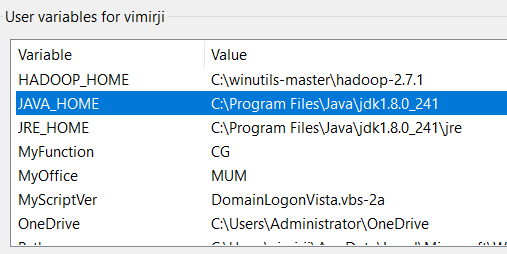 User variables for vimirji
Variable Value
HADOOP_HOME C:\winutils-master\hadoop-2.7.1
JAVA_HOME C:\Program Files\Java\jdk1.8.0_241
JRE_HOME C:\Program Files\Java\jdk1.8.0_241\jre
MyFunction CG
MyOffice MUM
MyScriptVer DomainLogonVista.vbs-2a
OneDrive C:\Users\Administrator\OneDrive